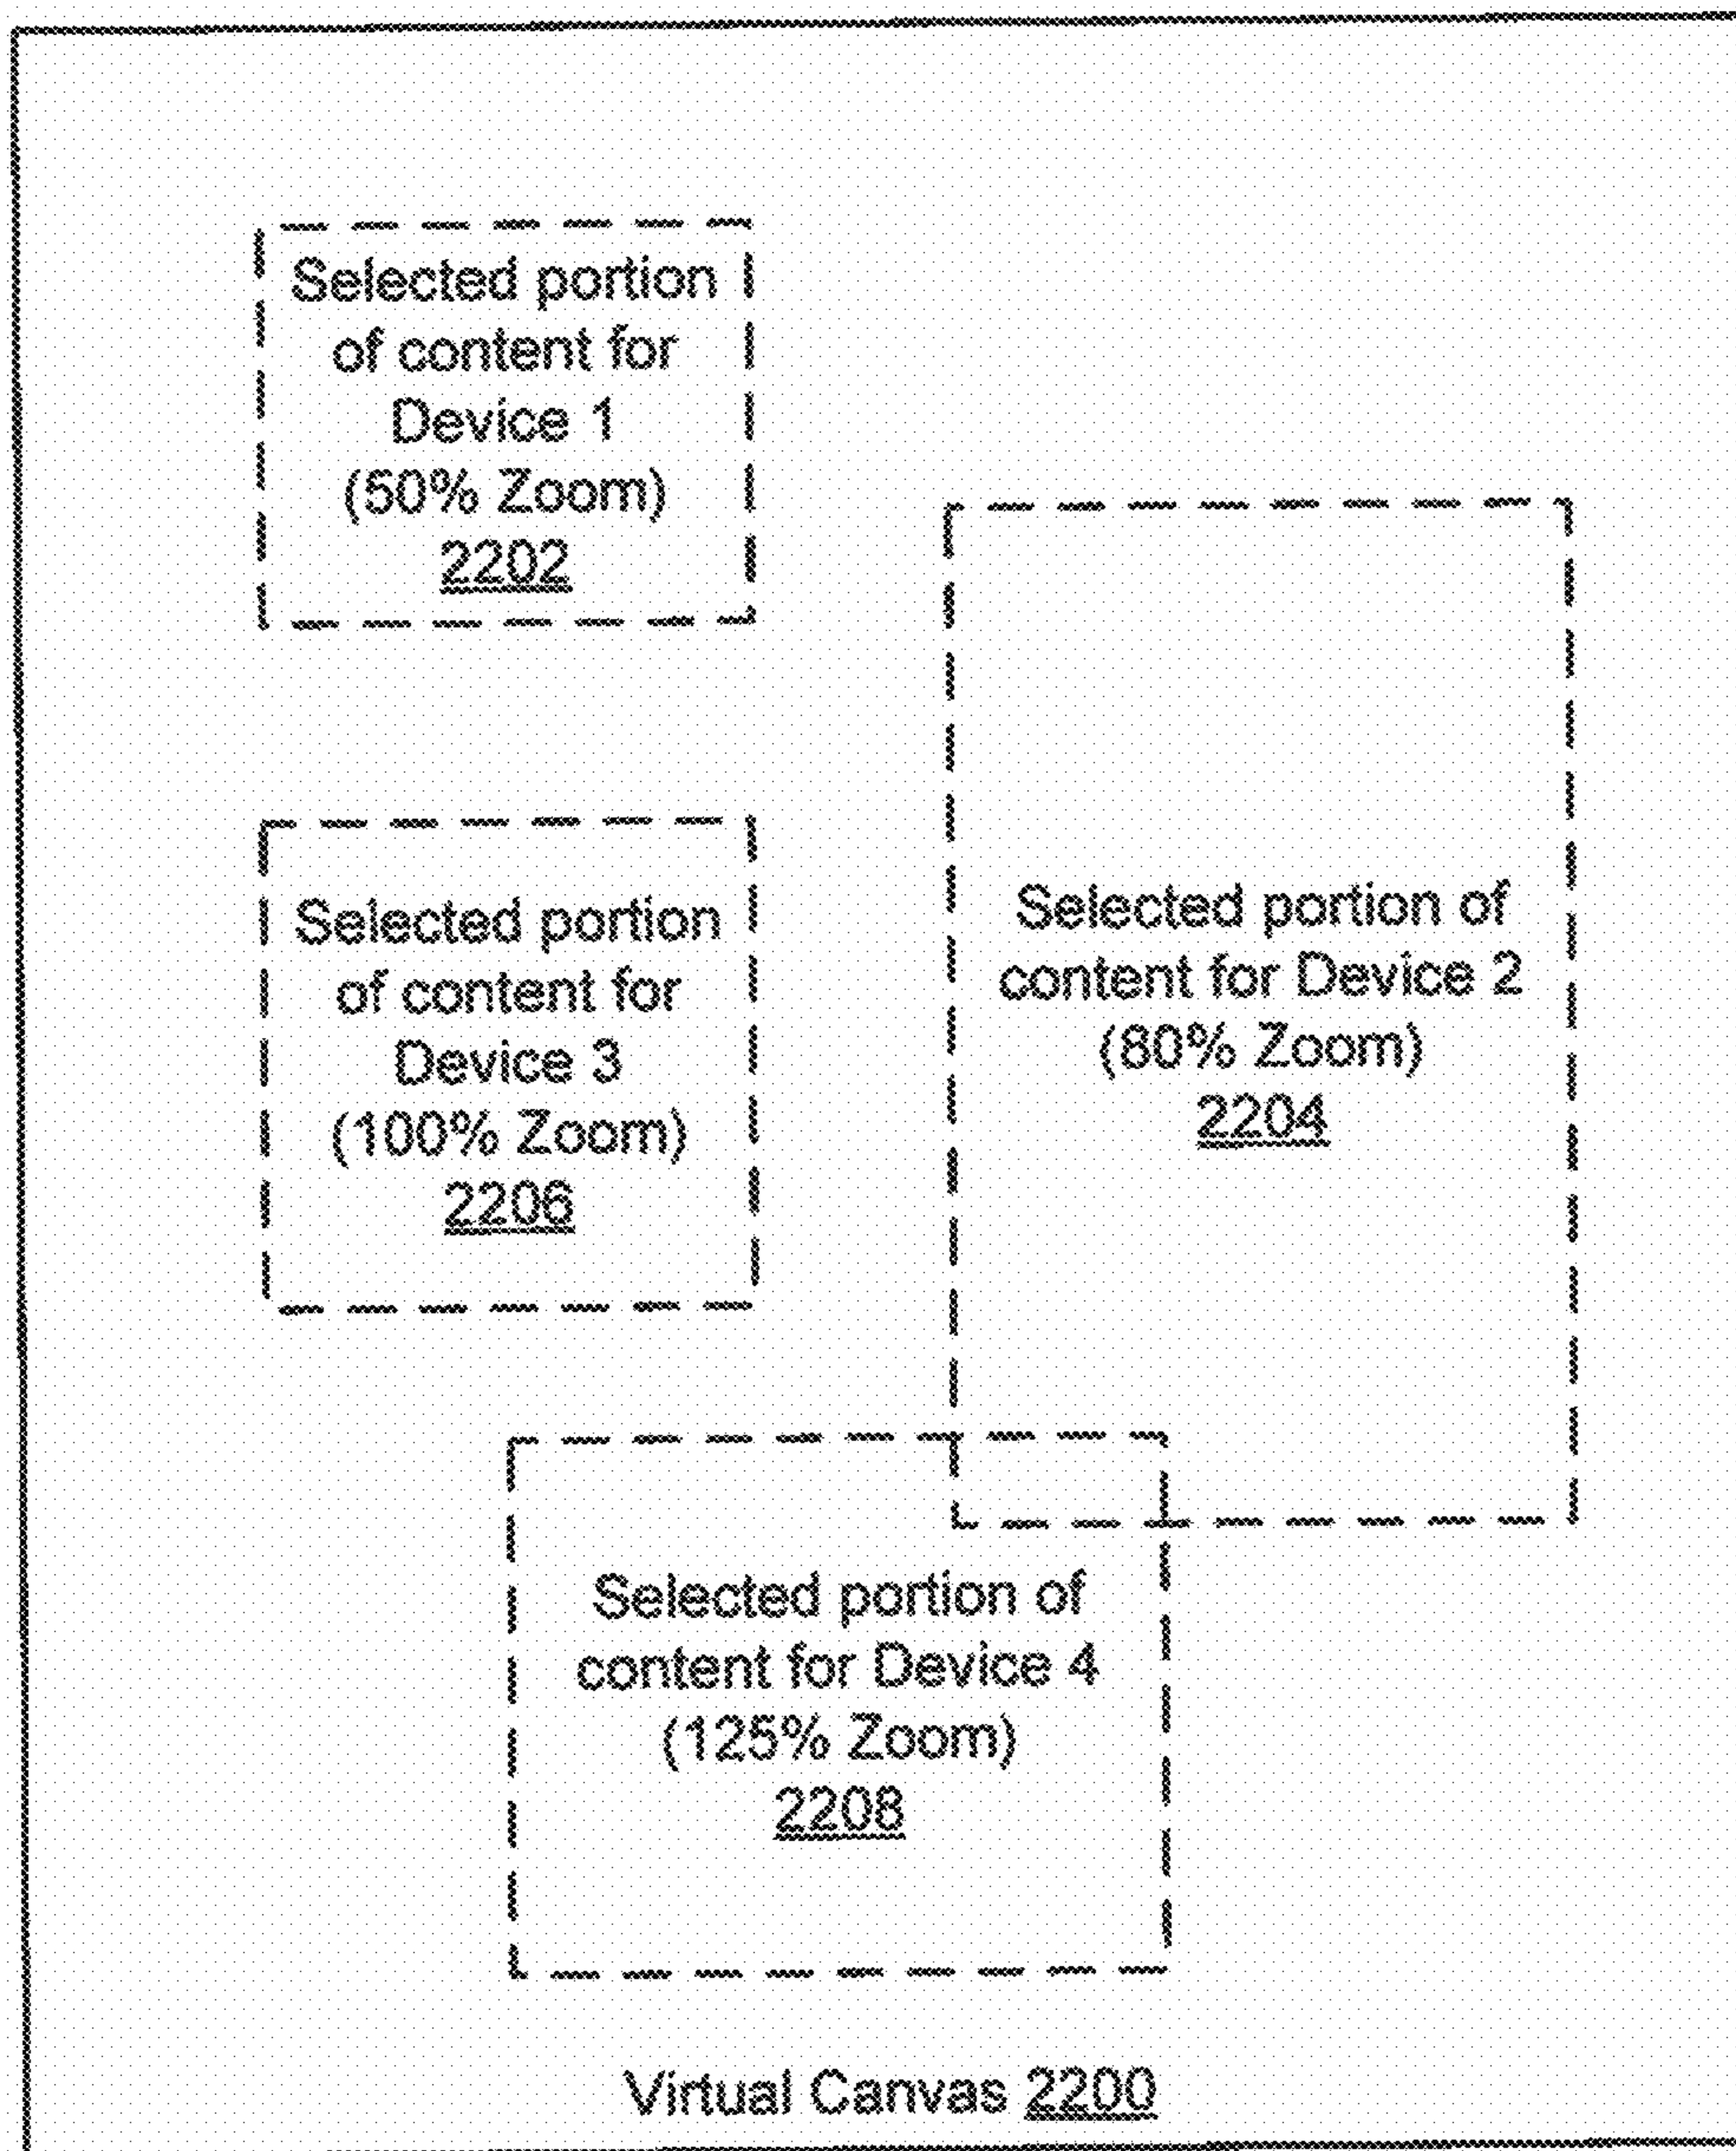 Selected portion
of content for
Device 1
(50% Zoom)
2202
Selected portion of
content for Device 2
(80% Zoom)
2204
Selected portion
of content for
Device 3
(100% Zoom)
2206
Selected portion of
content for Device 4
(125% Zoom)
2208
Virtual Canvas 2200